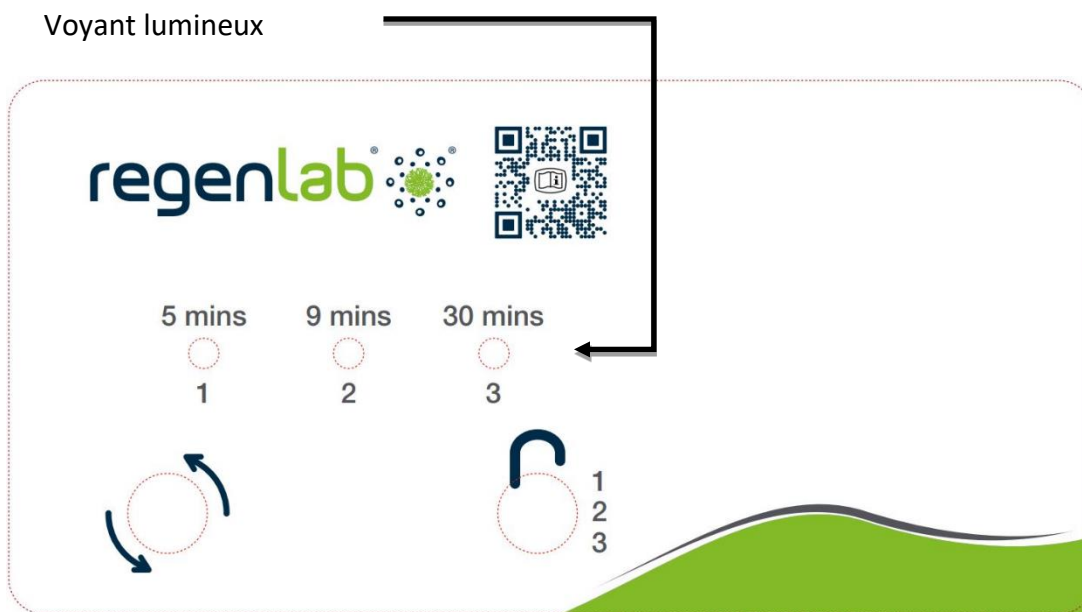 Voyant lumineux
regenlab® ®
5 mins 9 mins 30 mins
1 2 3
1
2
3